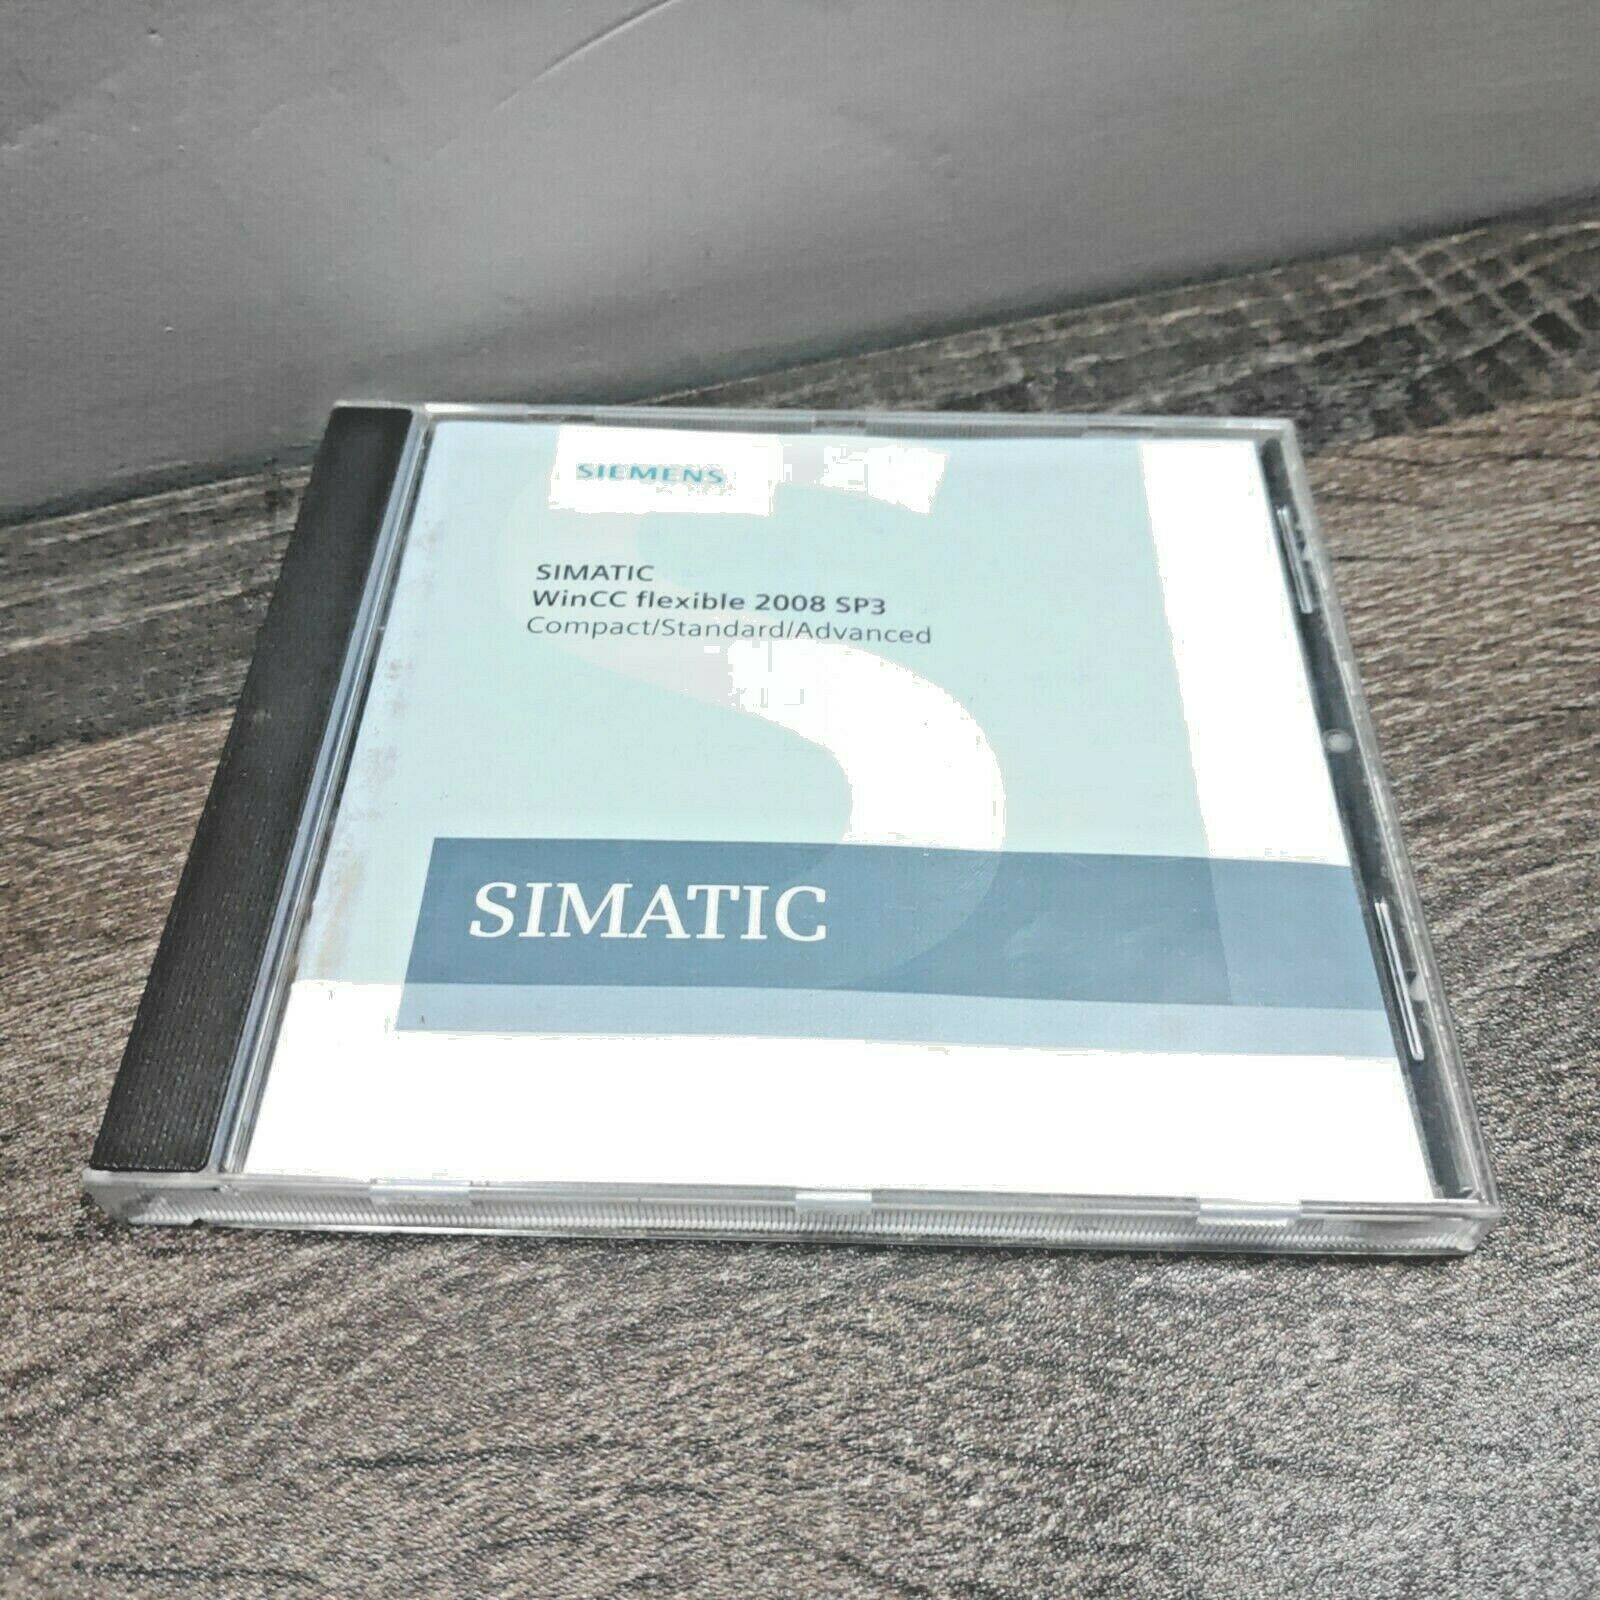 SIEMENS
SIMATIC
WinCC flexible 2008 SP3
Compact/Standard/Advanced
SIMATIC